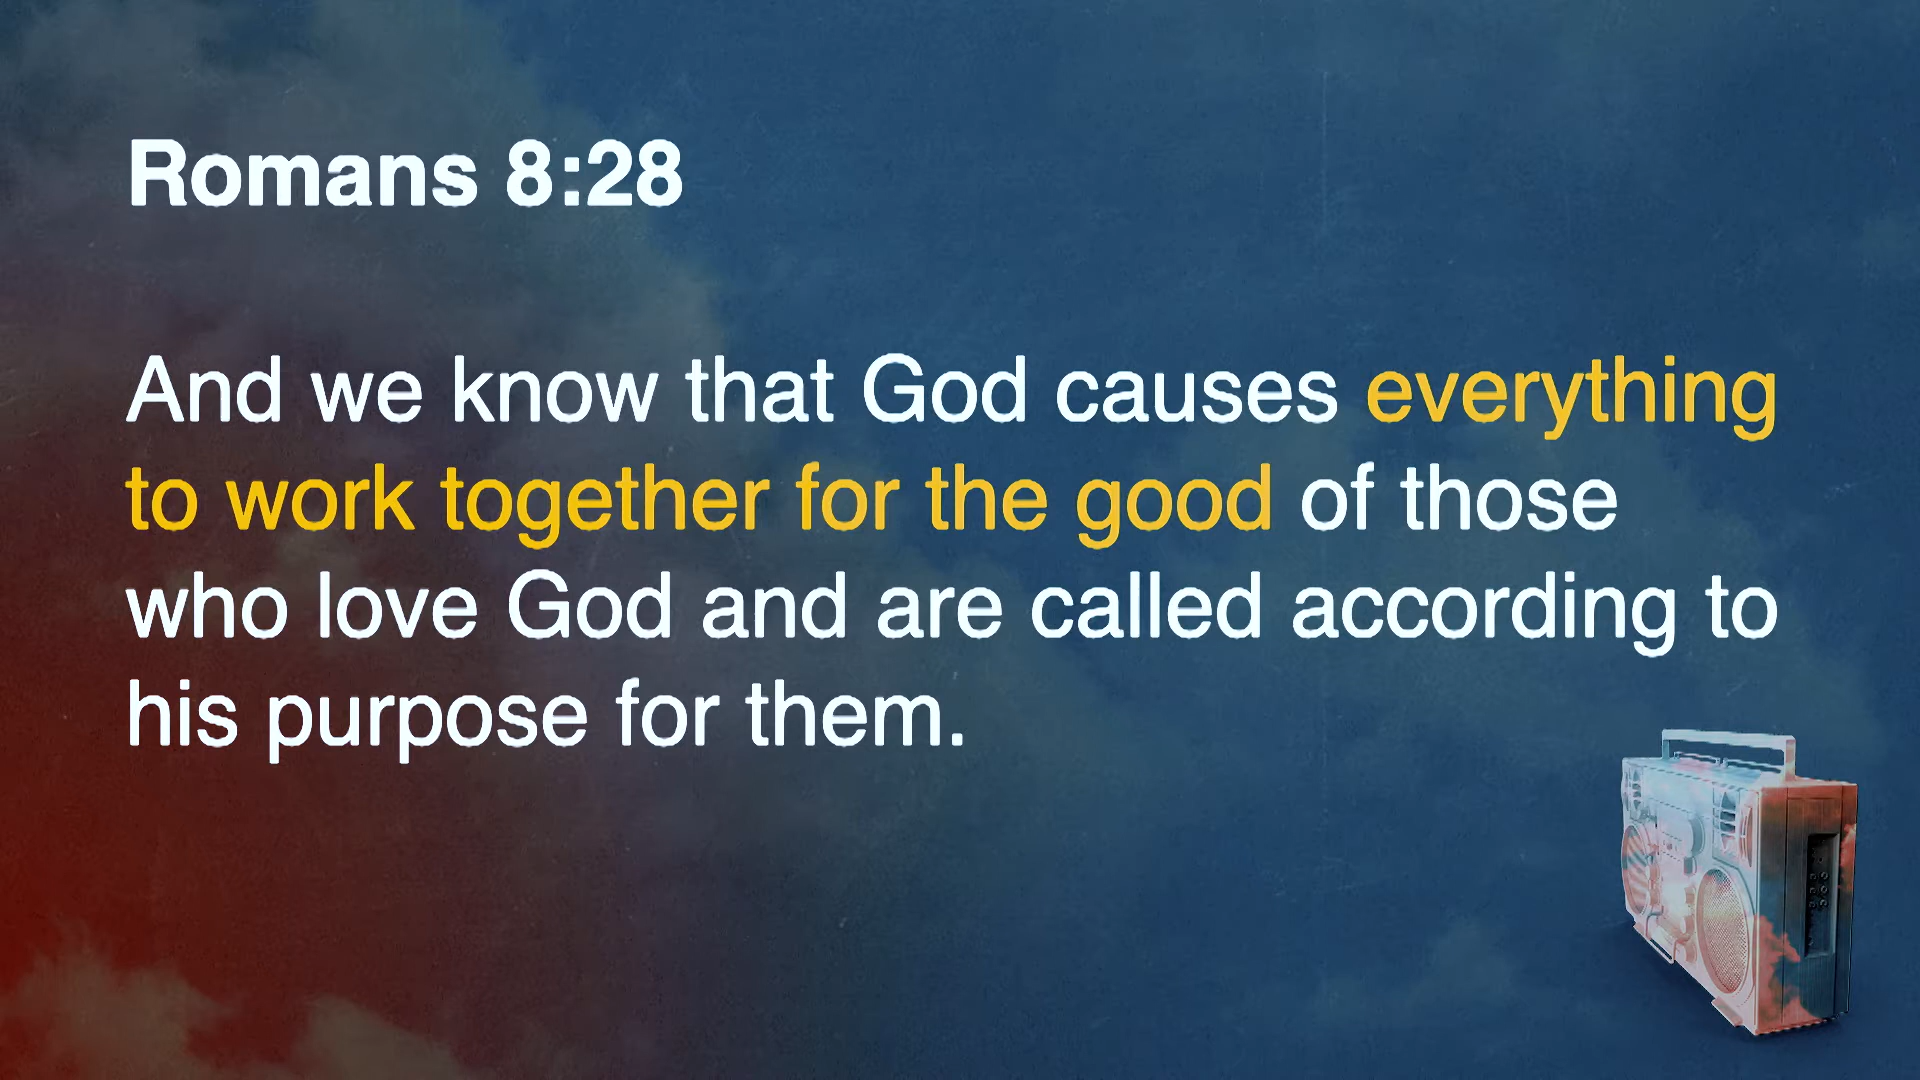 Romans 8:28
And we know that God causes everything
to work together for the good of those
who love God and are called according to
his purpose for them.